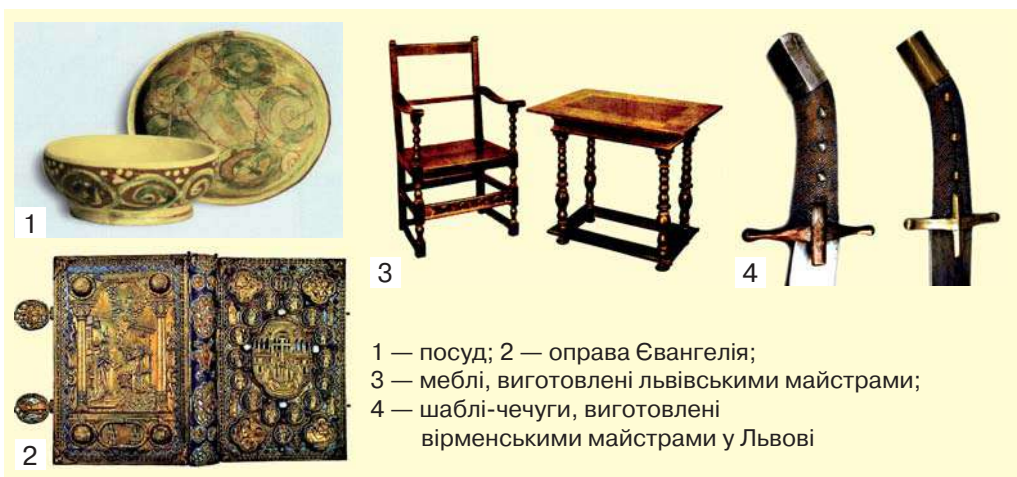 1
2
3
4
1 — посуд; 2 — оправа Євангелія;
3 — меблі, виготовлені львівськими майстрами;
4 — шаблі-чечуги, виготовлені
вірменськими майстрами у Львові